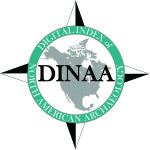 DIGITAL INDEX of
DINAA
NORTH AMERICAN ARCHAEOLOGY